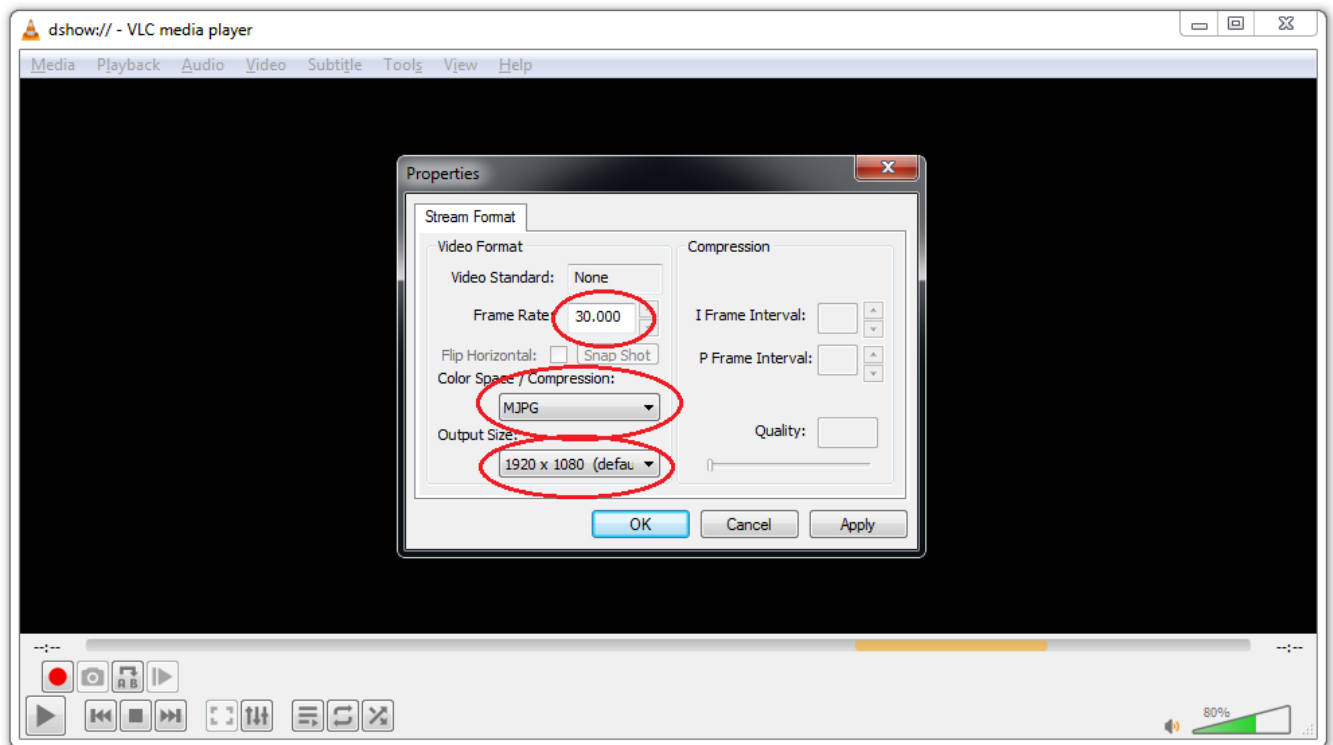 dshow:// - VLC media player
Media Playback Audio Video Subtitle Tools View Help
Properties
Stream Format
Video Format
Video Standard: None
Frame Rate: 30.000
Flip Horizontal: Snap Shot
Color Space / Compression:
MJPG
Output Size:
1920 x 1080 (defau
Compression
I Frame Interval:
P Frame Interval:
Quality:
OK Cancel Apply
--:-- --:--
A B
80%